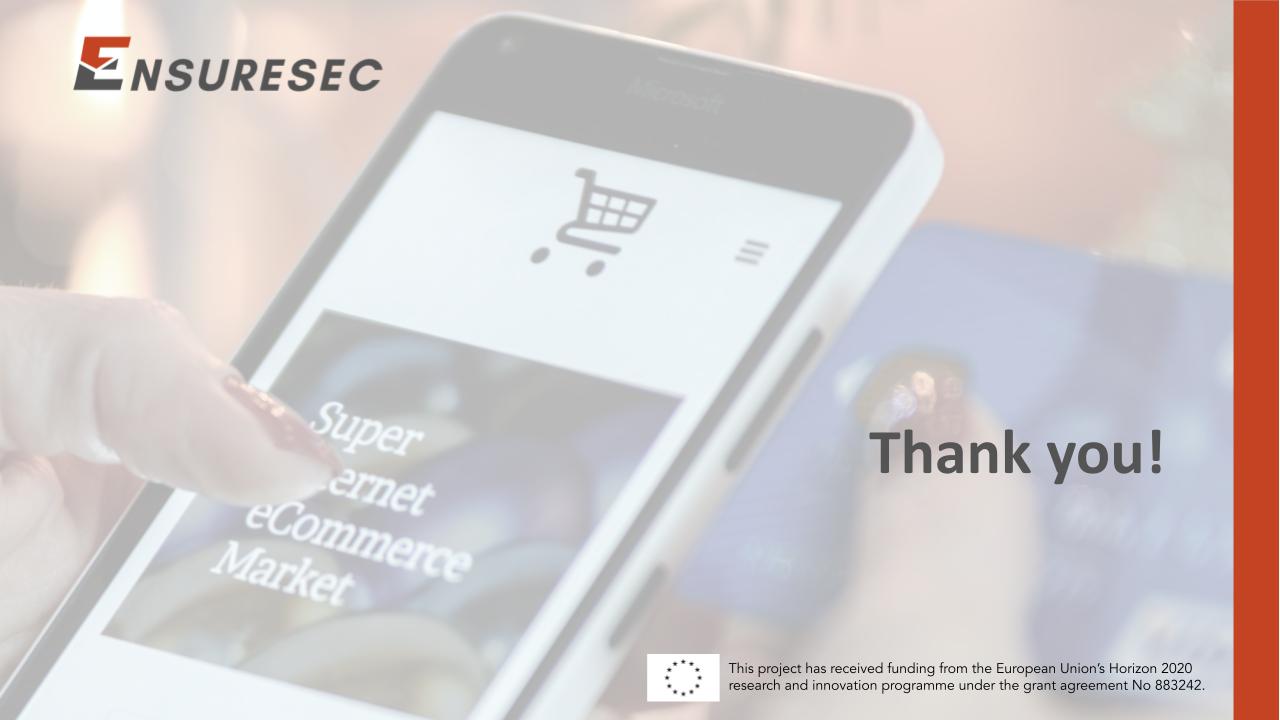 ENSURESEC
Microsoft
Super
ernet
eCommerce
Market
Thank you!
This project has received funding from the European Union’s Horizon 2020
research and innovation programme under the grant agreement No 883242.